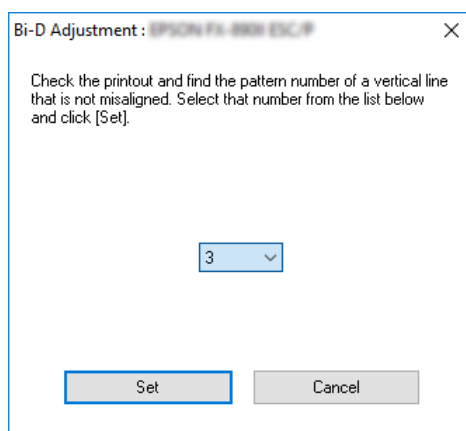 Bi-D Adjustment :
Check the printout and find the pattern number of a vertical line
that is not misaligned. Select that number from the list below
and click [Set].
3
Set
Cancel